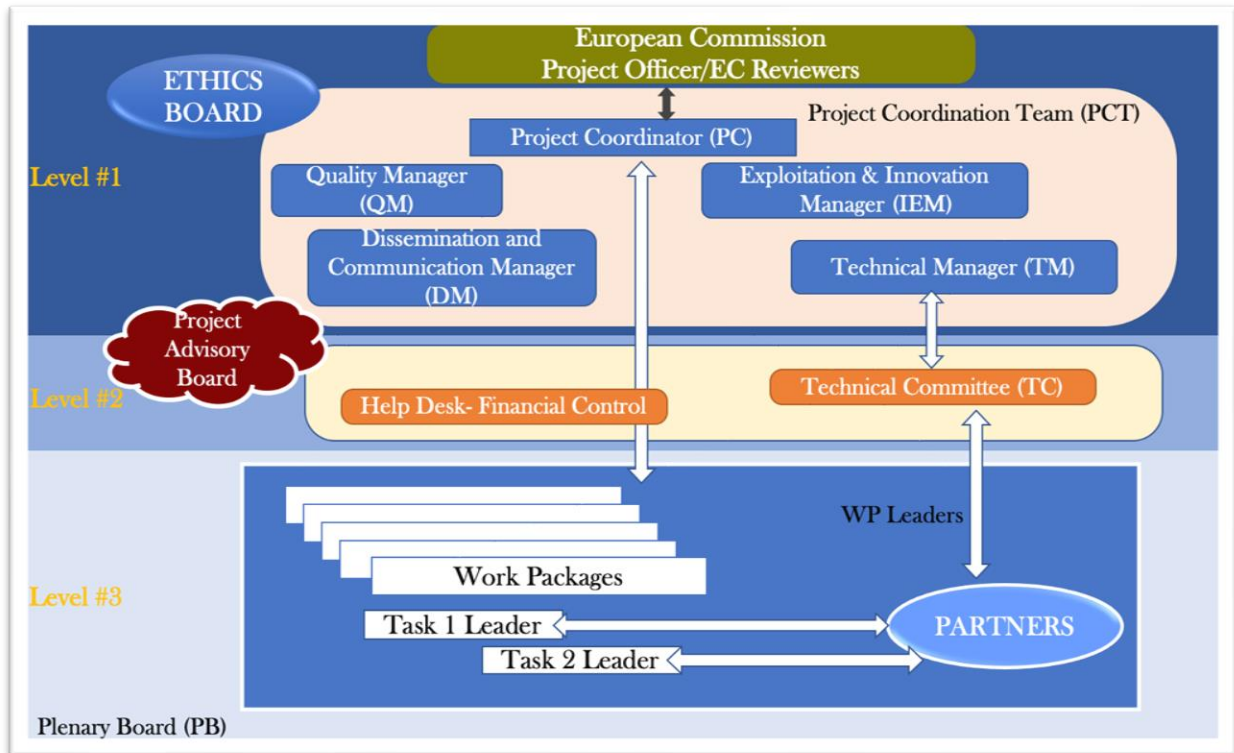 European Commission
Project Officer/EC Reviewers
ETHICS
BOARD
Project Coordination Team (PCT)
Project Coordinator (PC)
Level #1
Quality Manager
(QM)
Exploitation & Innovation
Manager (IEM)
Dissemination and
Communication Manager
(DM)
Technical Manager (TM)
Project
Advisory
Board
Level #2
Technical Committee (TC)
Help Desk- Financial Control
WP Leaders
Work Packages
Level #3
Task 1 Leader
PARTNERS
Task 2 Leader
Plenary Board (PB)